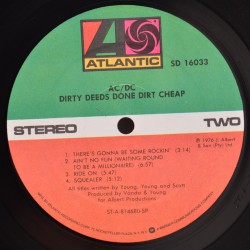 ATLANTIC
SD 16033
AC/DC
DIRTY DEEDS DONE DIRT CHEAP
STEREO
TWO
1. THERE'S GONNA BE SOME ROCKIN' (3:14)
2. AIN'T NO FUN (WAITING ROUND
TO BE A MILLIONAIRE) (6:57)
3. RIDE ON (5:53)
4. SQUEALER (5:12)
All titles written by Young, Young and Scott
Produced by Vanda & Young
for Albert Productions